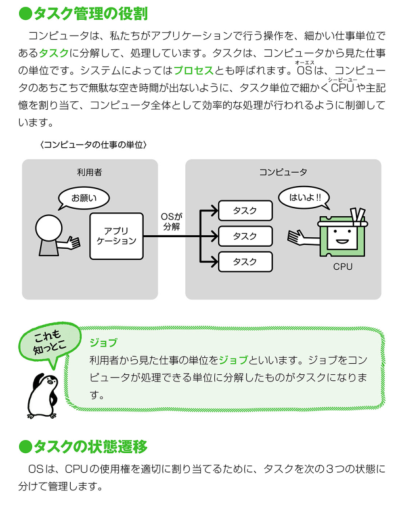 ●タスク管理の役割
コンピュータは、私たちがアプリケーションで行う操作を、細かい仕事単位で
あるタスクに分解して、処理しています。タスクは、コンピュータから見た仕事
の単位です。システムによってはプロセスとも呼ばれます。OSは、コンピュー
オーエス
タのあちこちで無駄な空き時間が出ないように、タスク単位で細かくCPUや主記
シーピーユー
憶を割り当て、コンピュータ全体として効率的な処理が行われるように制御して
います。
〈コンピュータの仕事の単位〉
利用者
コンピュータ
お願い
アプリ
ケーション
OSが
分解
タスク
タスク
タスク
はいよ!!
CPU
これも
知っとこ
ジョブ
利用者から見た仕事の単位をジョブといいます。ジョブをコン
ピュータが処理できる単位に分解したものがタスクになりま
す。
●タスクの状態遷移
OSは、CPUの使用権を適切に割り当てるために、タスクを次の3つの状態に
分けて管理します。